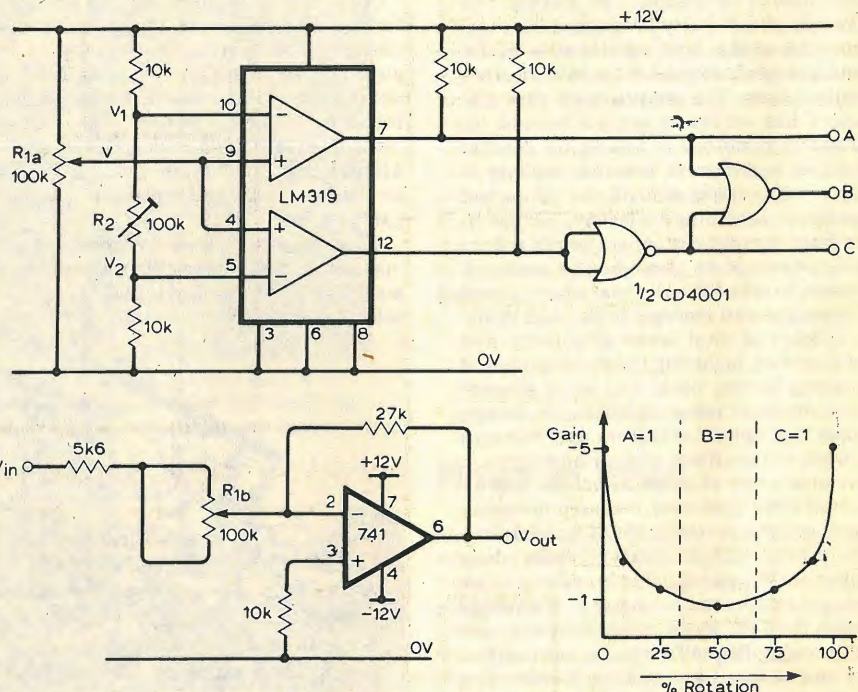 +12V
10k
10k
10k
V₁
10
−
7
A
R1a
100k
V
9
+
LM319
B
R₂
100k
4
+
12
C
V₂
5
−
½ CD4001
10k
3
6
8
0V
5k6
27k
Gain
A=1
B=1
C=1
in
+12V
−5
R1b
100k
2
−
7
6
Vout
741
3
+
4
−1
10k
−12V
0V
0
25
50
75
100
% Rotation